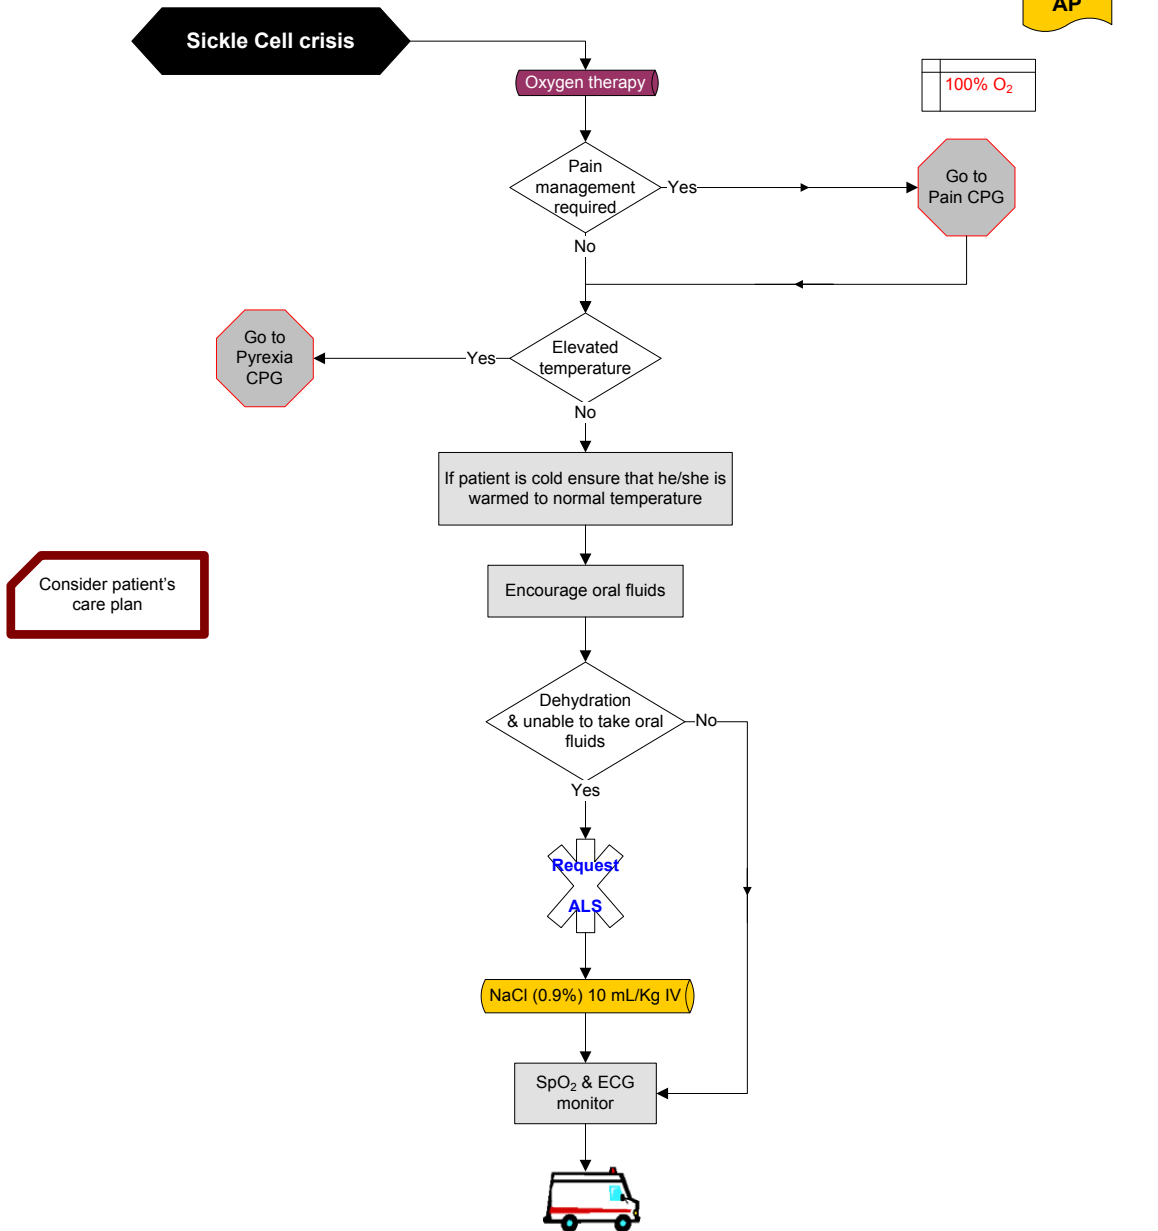 AP
Sickle Cell crisis
Oxygen therapy
100% O₂
Pain
management
required
Yes
Go to
Pain CPG
No
Go to
Pyrexia
CPG
Yes
Elevated
temperature
No
If patient is cold ensure that he/she is
warmed to normal temperature
Consider patient's
care plan
Encourage oral fluids
Dehydration
& unable to take oral
fluids
No
Yes
Request
ALS
NaCl (0.9%) 10 mL/Kg IV
SpO₂ & ECG
monitor